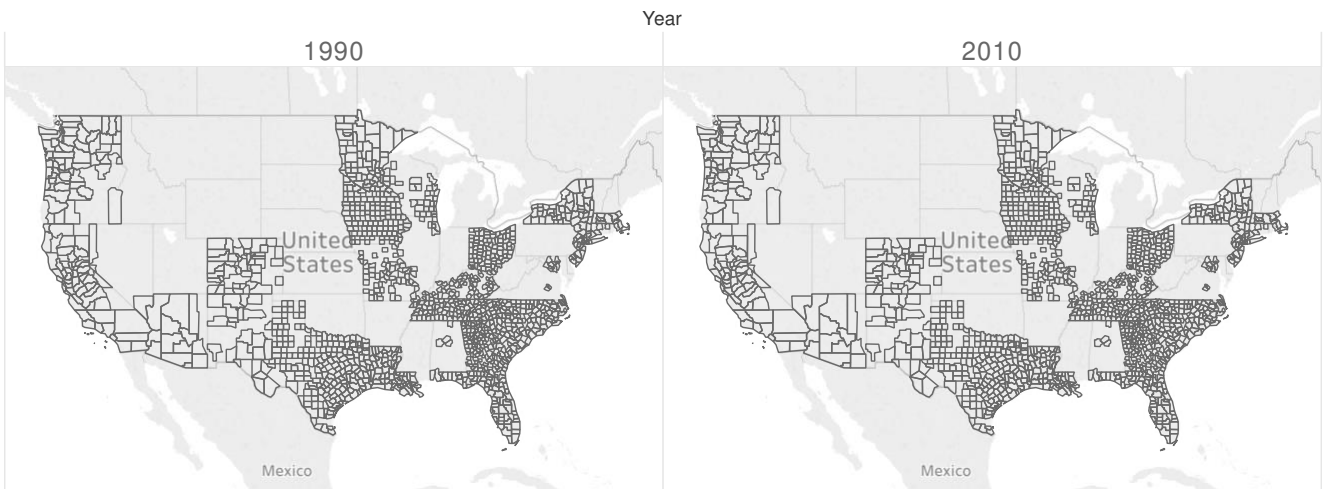 Year
1990
2010
United
States
United
States
Mexico
Mexico